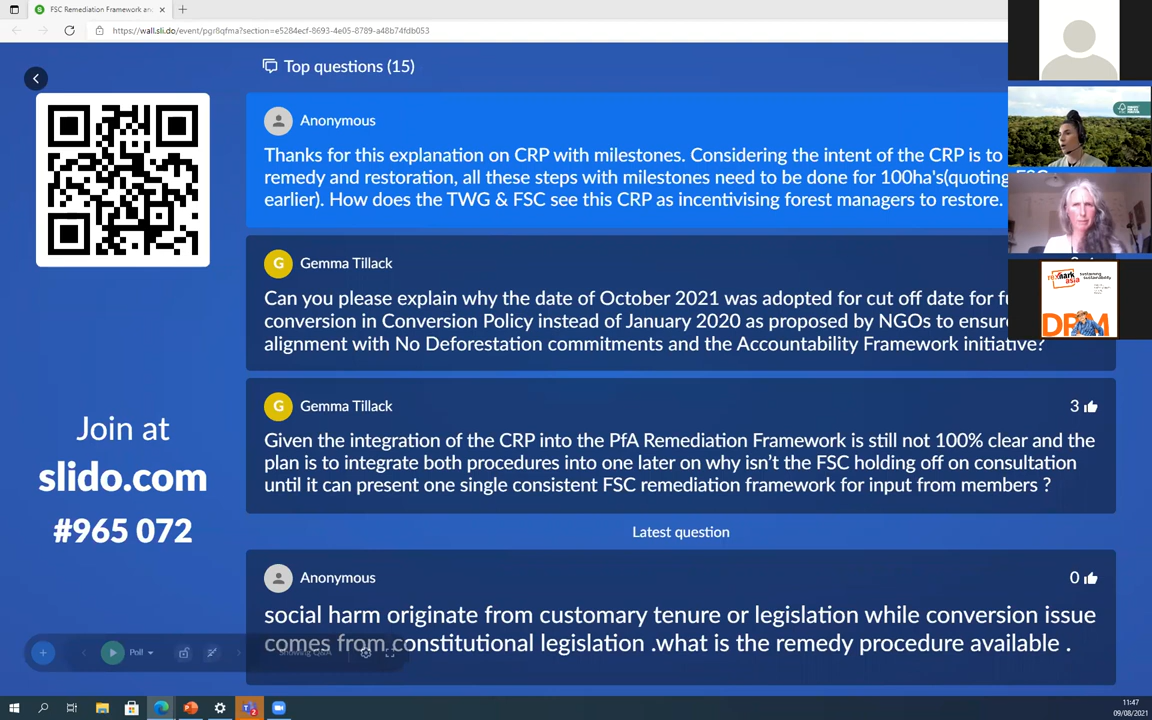 FSC Remediation Framework an
https://wall.sli.do/event/pgr8qfma?section=e5284ecf-8693-4e05-8789-a48b74fdb053
Top questions (15)
Anonymous
Thanks for this explanation on CRP with milestones. Considering the intent of the CRP is to
remedy and restoration, all these steps with milestones need to be done for 100ha's(quoting
earlier). How does the TWG & FSC see this CRP as incentivising forest managers to restore.
G
Gemma Tillack
Can you please explain why the date of October 2021 was adopted for cut off date for fu
conversion in Conversion Policy instead of January 2020 as proposed by NGOs to ensure
alignment with No Deforestation commitments and the Accountability Framework initiative?
G
Gemma Tillack
3
Given the integration of the CRP into the PfA Remediation Framework is still not 100% clear and the
plan is to integrate both procedures into one later on why isn't the FSC holding off on consultation
until it can present one single consistent FSC remediation framework for input from members ?
Latest question
Anonymous
0
social harm originate from customary tenure or legislation while conversion issue
comes from constitutional legislation .what is the remedy procedure available .
Join at
slido.com
#965 072
Poll
Showing Q&A
asia
sustaining
sustainability
11:47
09/08/2021